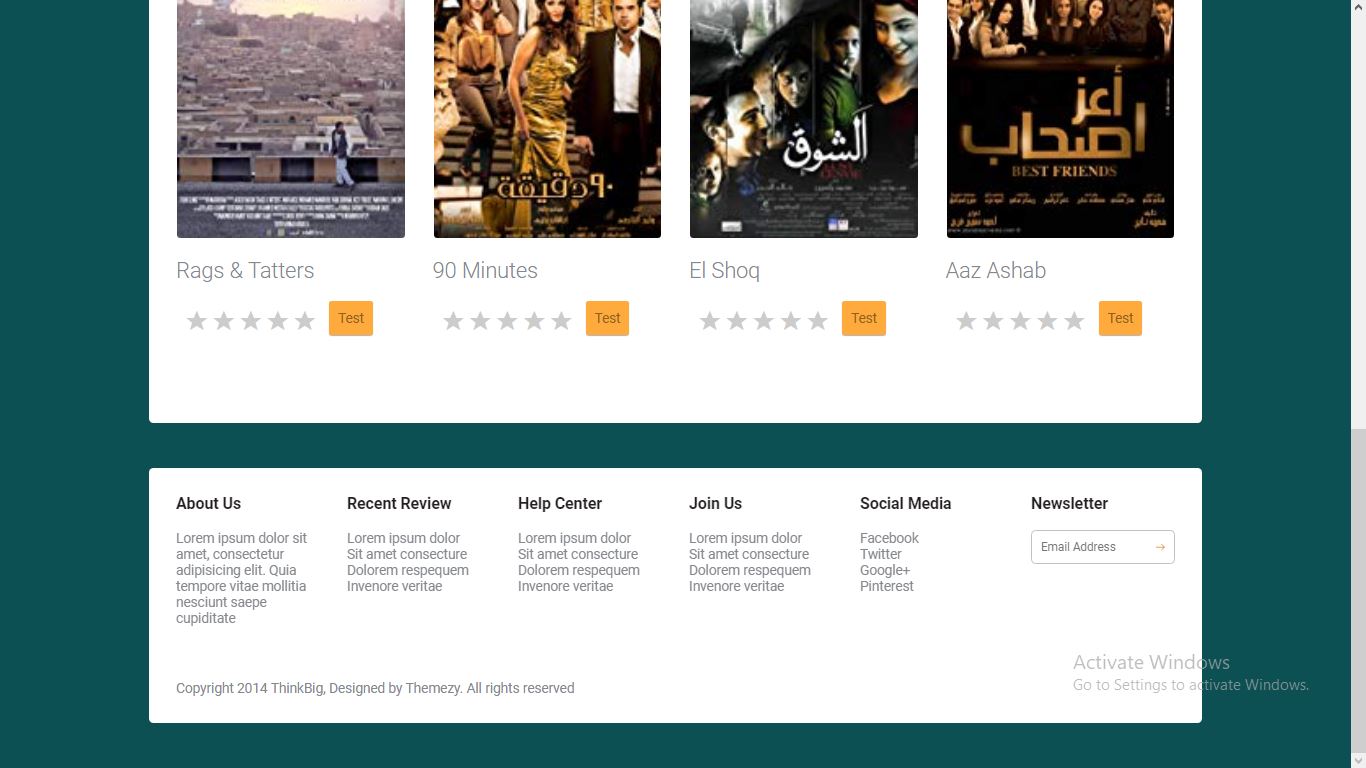 ٩٠ دقيقة
الشوق
أعز
اصحاب
BEST FRIENDS
Rags & Tatters
90 Minutes
El Shoq
Aaz Ashab
Test
Test
Test
Test
About Us
Lorem ipsum dolor sit
amet, consectetur
adipisicing elit. Quia
tempore vitae mollitia
nesciunt saepe
cupiditate
Recent Review
Lorem ipsum dolor
Sit amet consecture
Dolorem respequem
Invenore veritae
Help Center
Lorem ipsum dolor
Sit amet consecture
Dolorem respequem
Invenore veritae
Join Us
Lorem ipsum dolor
Sit amet consecture
Dolorem respequem
Invenore veritae
Social Media
Facebook
Twitter
Google+
Pinterest
Newsletter
Email Address
Copyright 2014 ThinkBig, Designed by Themezy. All rights reserved
Activate Windows
Go to Settings to activate Windows.